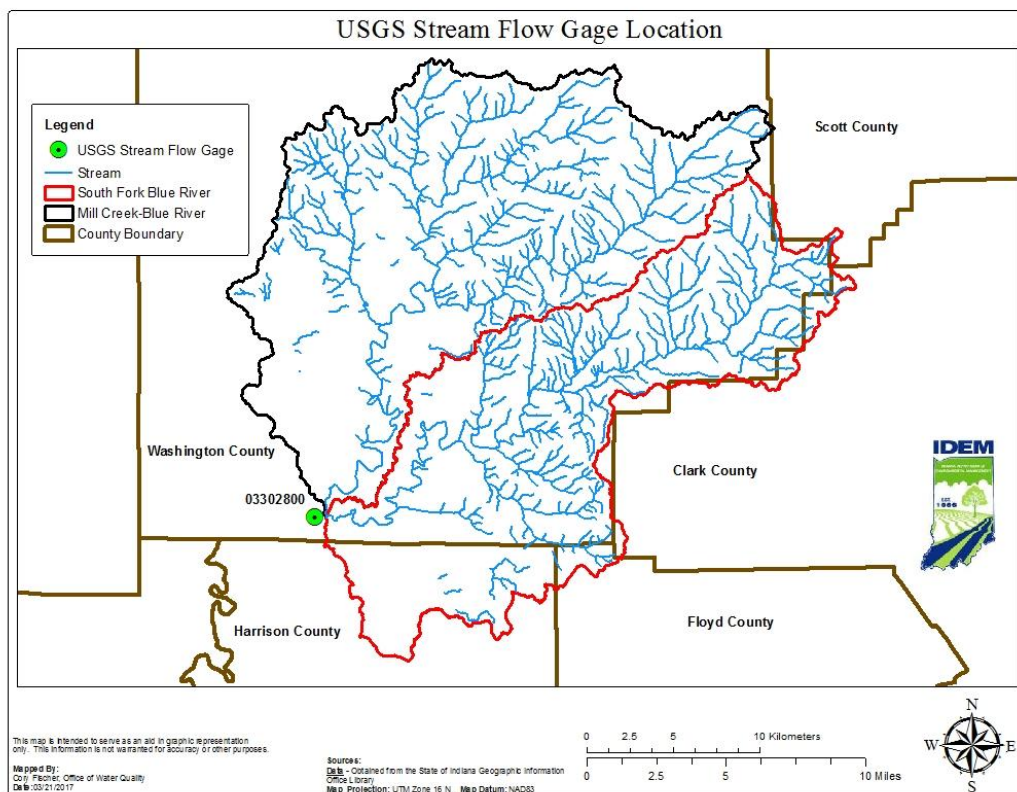 USGS Stream Flow Gage Location
Legend
USGS Stream Flow Gage
Stream
South Fork Blue River
Mill Creek-Blue River
County Boundary
Scott County
Washington County
03302800
Clark County
IDEM
1986
Harrison County
Floyd County
This map is intended to serve as an aid in graphic representation
only. This information is not warranted for accuracy or other purposes.
Mapped By:
Cory Fischer, Office of Water Quality
Date: 03/21/2017
Sources:
Data - Obtained from the State of Indiana Geographic Information
Office Library
Map Projection: UTM Zone 16 N Map Datum: NAD83
0 2.5 5 10 Kilometers
0 2.5 5 10 Miles
N
W E
S